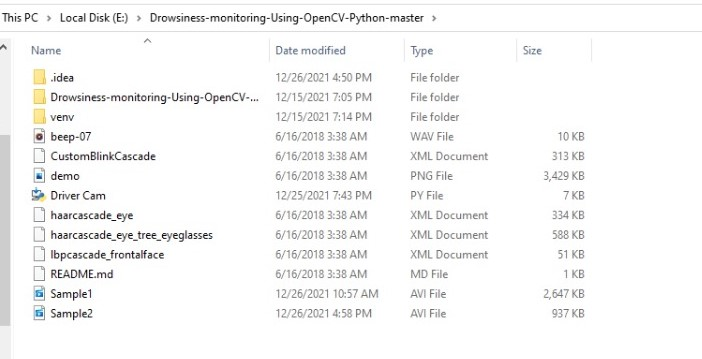 This PC > Local Disk (E:) > Drowsiness-monitoring-Using-OpenCV-Python-master >
Name Date modified Type Size
.idea 12/26/2021 4:50 PM File folder
Drowsiness-monitoring-Using-OpenCV-... 12/15/2021 7:05 PM File folder
venv 12/15/2021 7:14 PM File folder
beep-07 6/16/2018 3:38 AM WAV File 10 KB
CustomBlinkCascade 6/16/2018 3:38 AM XML Document 313 KB
demo 6/16/2018 3:38 AM PNG File 3,429 KB
Driver Cam 12/25/2021 7:43 PM PY File 7 KB
haarcascade_eye 6/16/2018 3:38 AM XML Document 334 KB
haarcascade_eye_tree_eyeglasses 6/16/2018 3:38 AM XML Document 588 KB
lbpcascade_frontalface 6/16/2018 3:38 AM XML Document 51 KB
README.md 6/16/2018 3:38 AM MD File 1 KB
Sample1 12/26/2021 10:57 AM AVI File 2,647 KB
Sample2 12/26/2021 4:58 PM AVI File 937 KB